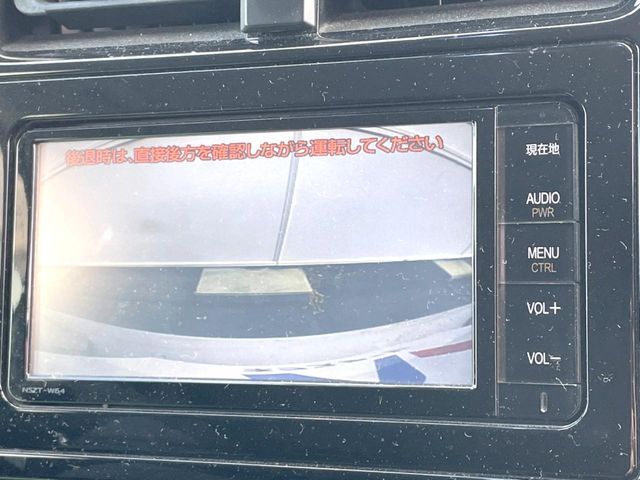 後退時は、直接後方を確認しながら運転してください
現在地
AUDIO
PWR
MENU
CTRL
VOL+
VOL−
NSZT-W64